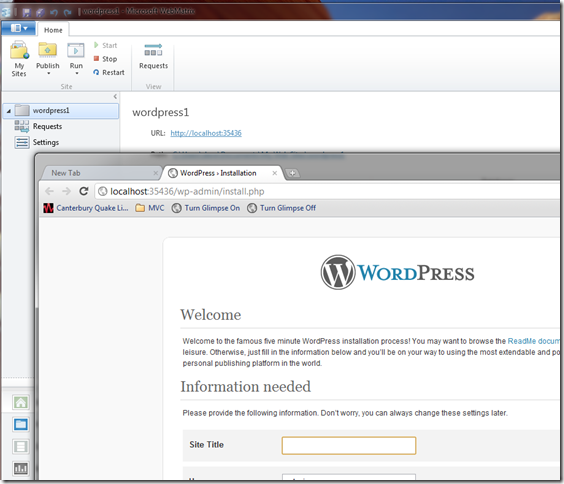 wordpress1 - Microsoft WebMatrix
Home
My Sites
Publish
Run
Start
Stop
Restart
Requests
Site
View
wordpress1
Requests
Settings
wordpress1
URL: http://localhost:35436
New Tab
WordPress › Installation
localhost:35436/wp-admin/install.php
Canterbury Quake Li...
MVC
Turn Glimpse On
Turn Glimpse Off
WORDPRESS
Welcome
Welcome to the famous five minute WordPress installation process! You may want to browse the ReadMe docum
leisure. Otherwise, just fill in the information below and you'll be on your way to using the most extendable and po
personal publishing platform in the world.
Information needed
Please provide the following information. Don't worry, you can always change these settings later.
Site Title